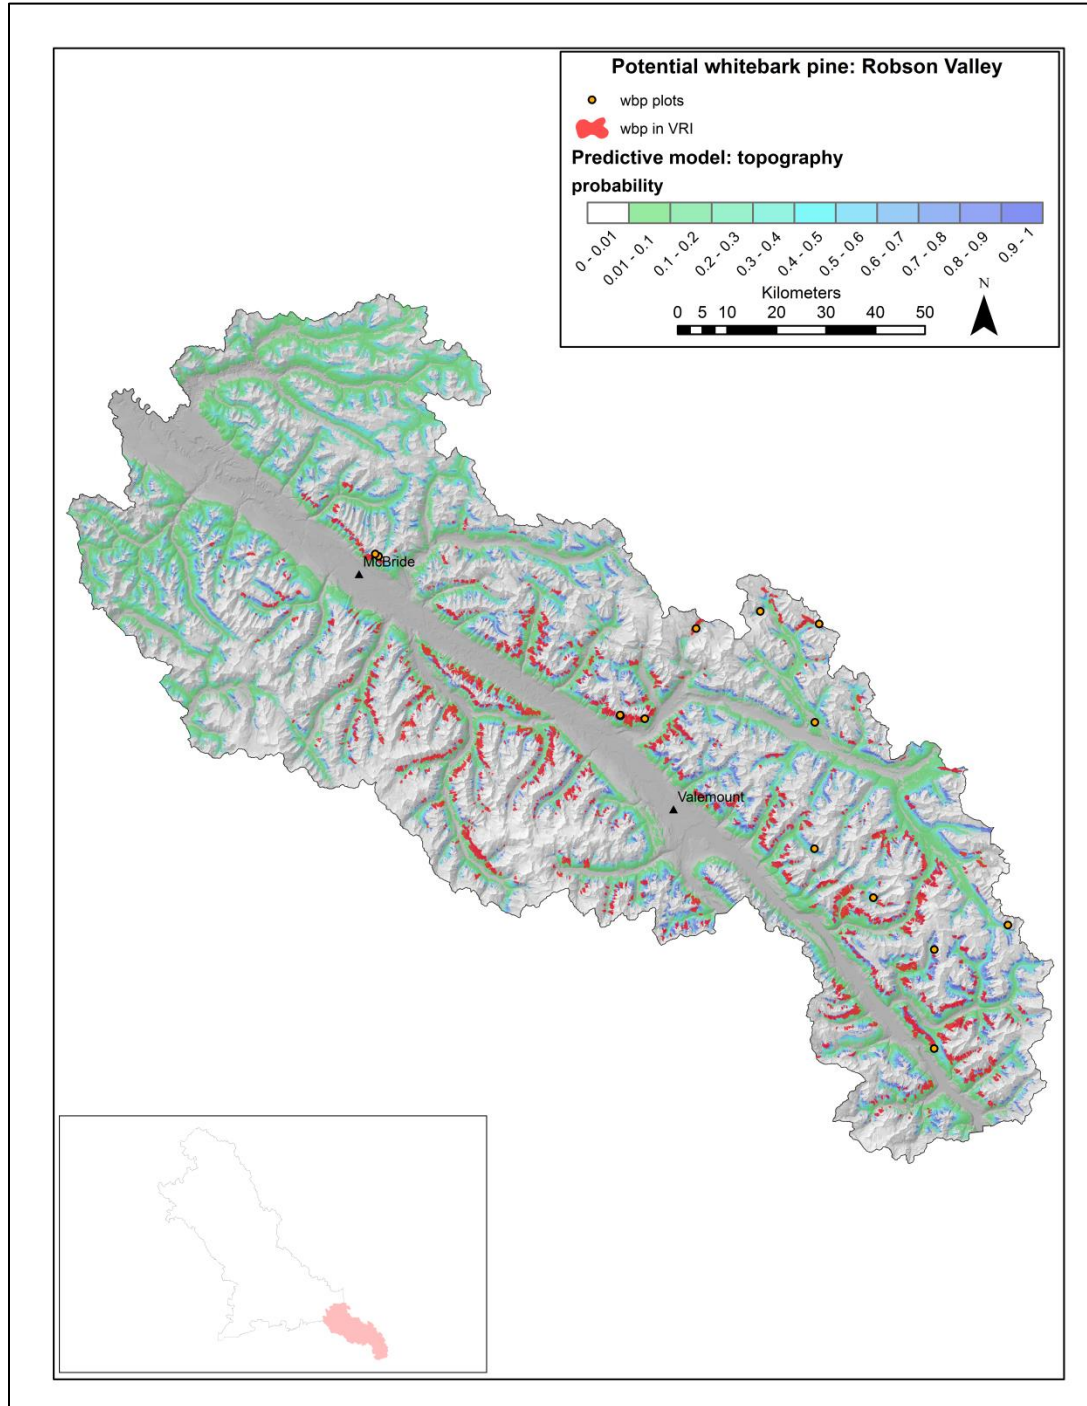 Potential whitebark pine: Robson Valley
wbp plots
wbp in VRI
Predictive model: topography
probability
0 - 0.01
0.01 - 0.1
0.1 - 0.2
0.2 - 0.3
0.3 - 0.4
0.4 - 0.5
0.5 - 0.6
0.6 - 0.7
0.7 - 0.8
0.8 - 0.9
0.9 - 1
Kilometers
0 5 10 20 30 40 50
N
McBride
Valemount